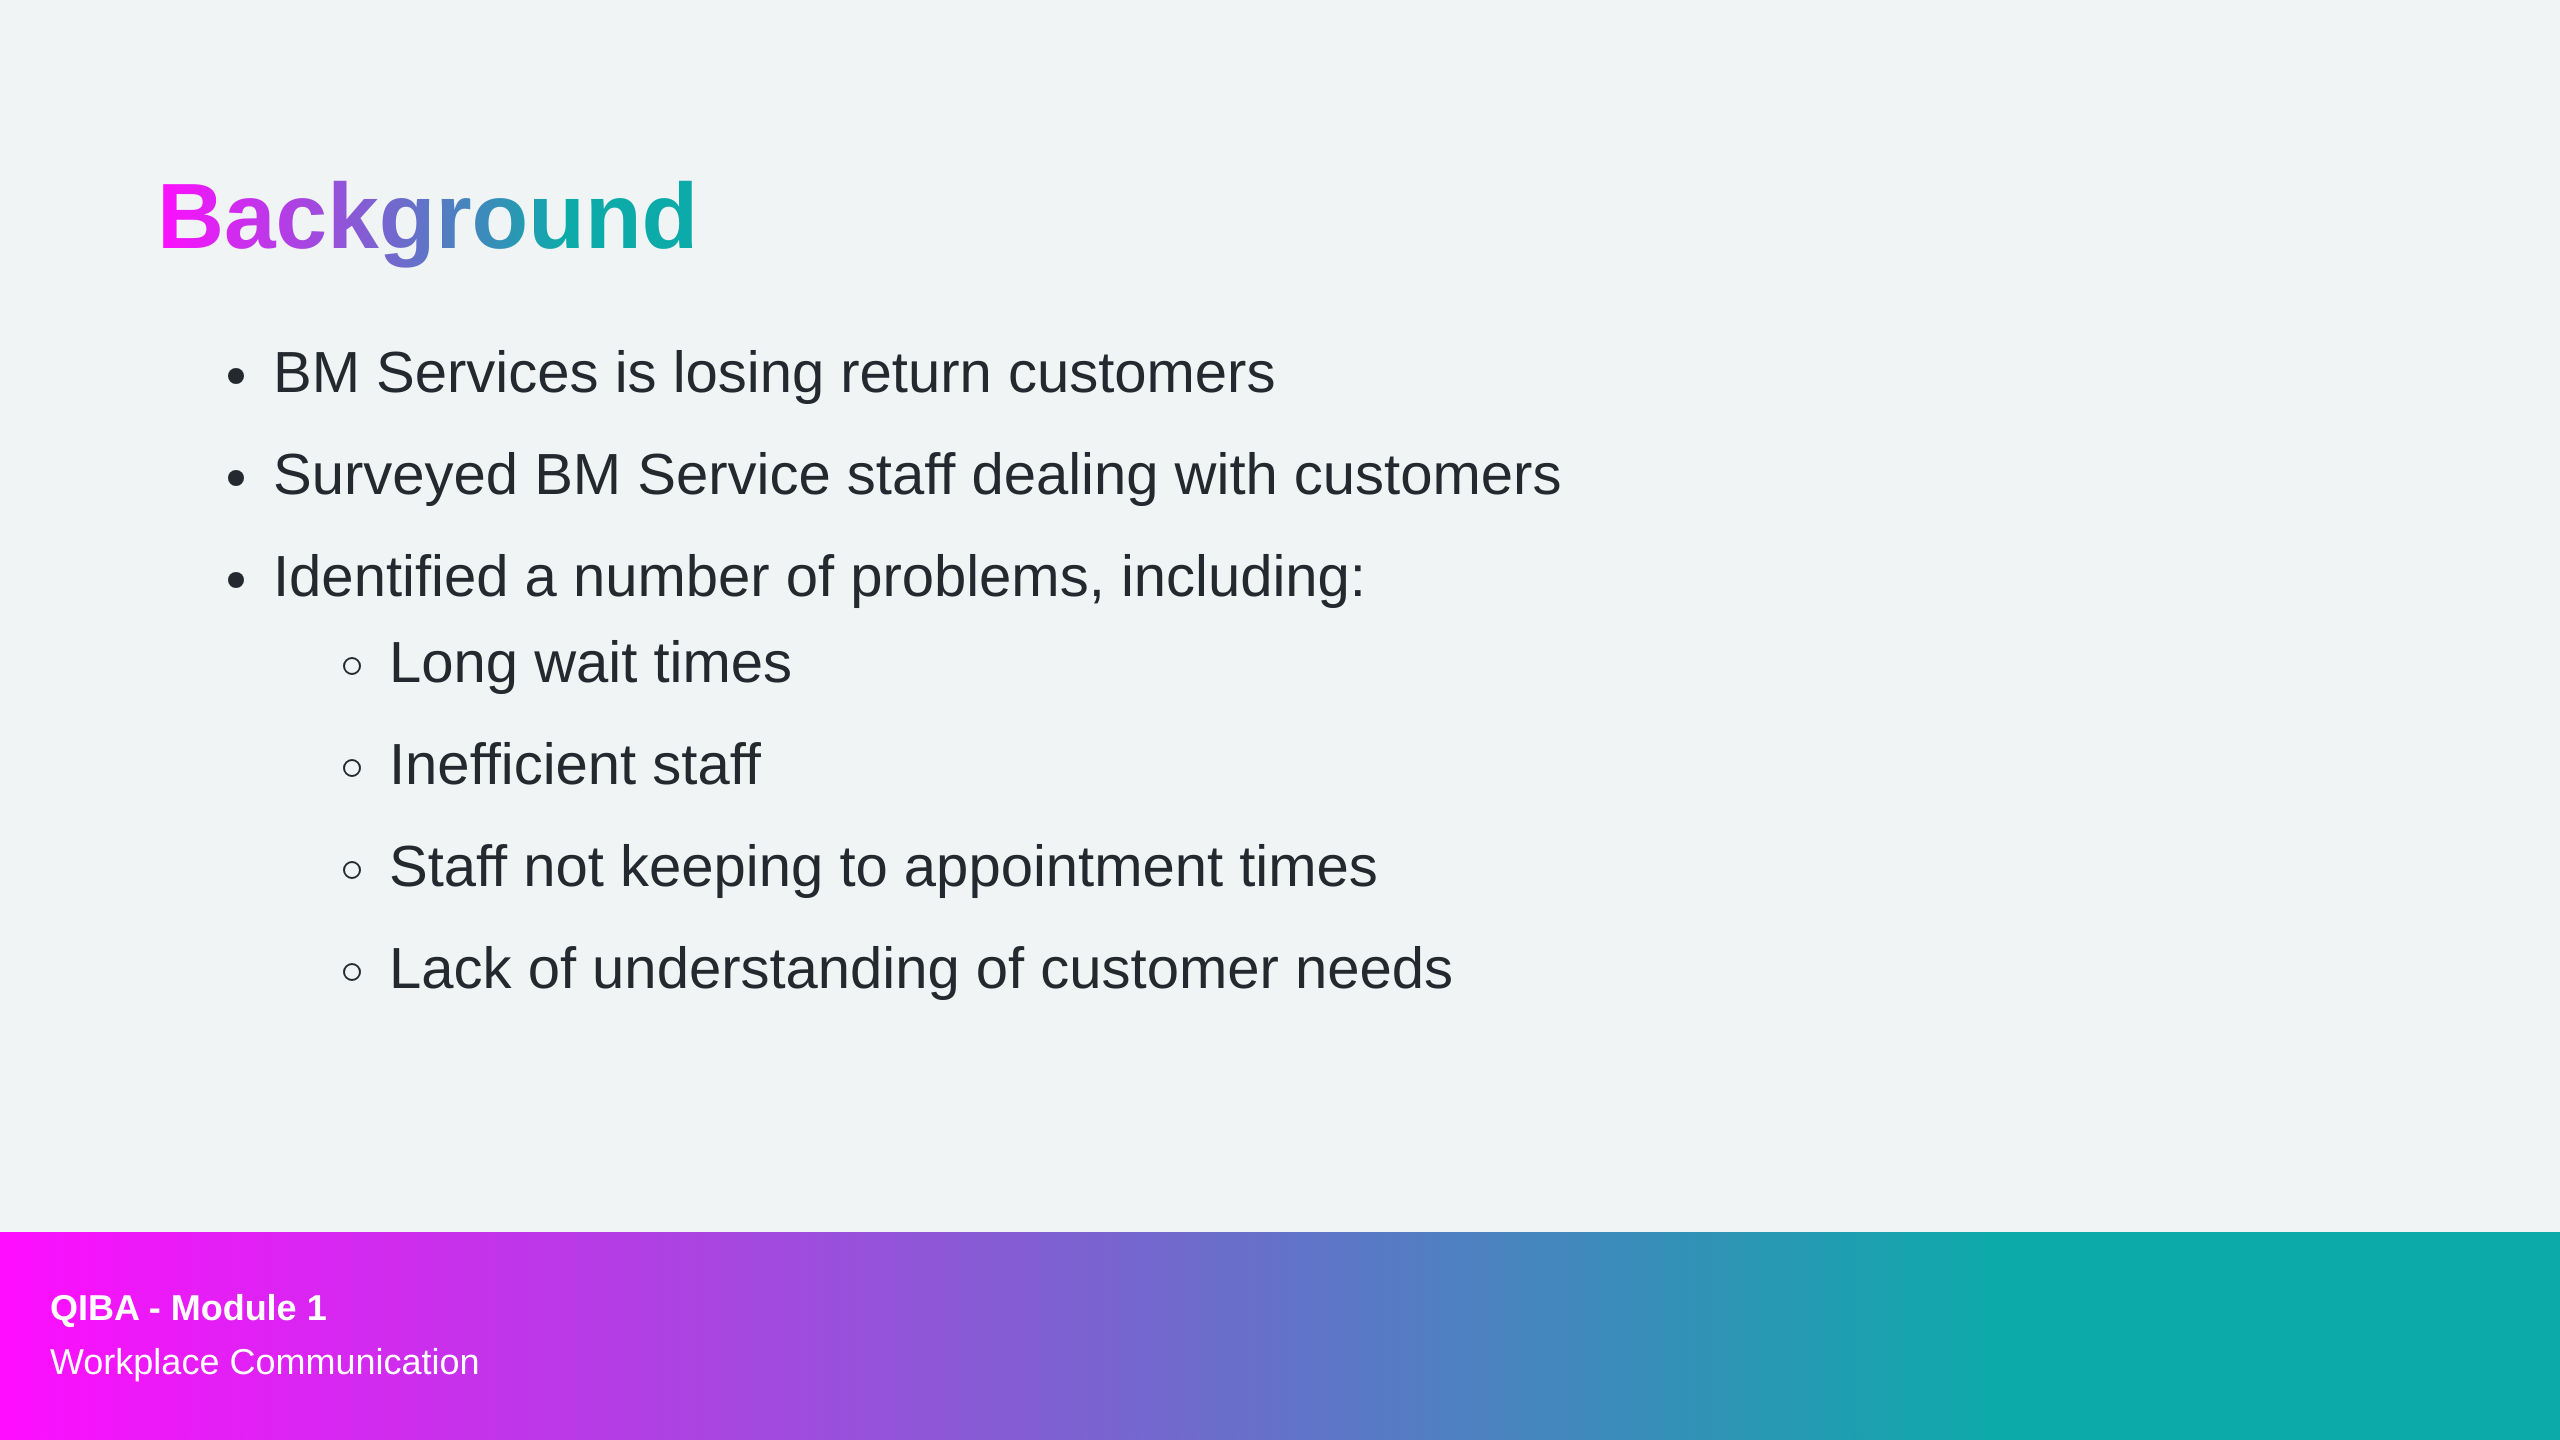 Background
BM Services is losing return customers
Surveyed BM Service staff dealing with customers
Identified a number of problems, including:
Long wait times
Inefficient staff
Staff not keeping to appointment times
Lack of understanding of customer needs
QIBA - Module 1
Workplace Communication